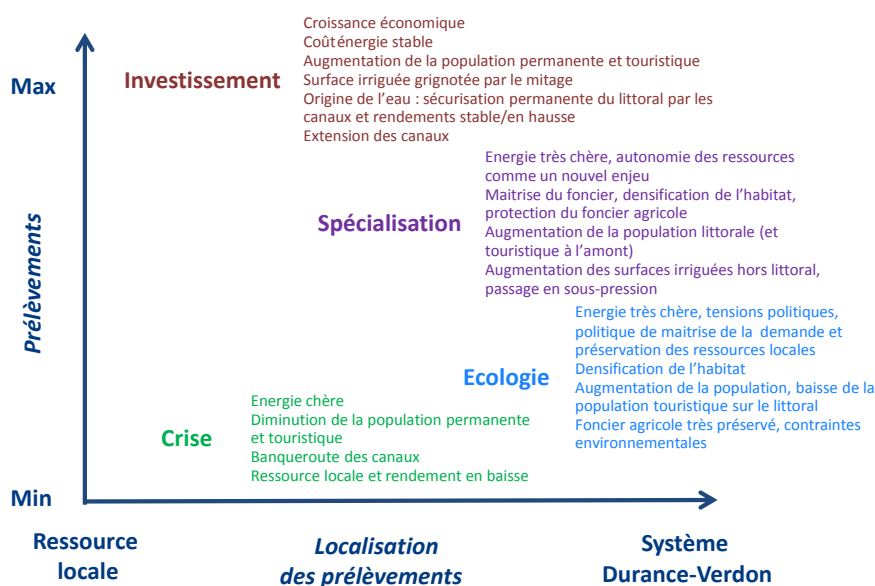 Croissance économique
Coûténergie stable
Augmentation de la population permanente et touristique
Surface irriguée grignotée par le mitage
Origine de l'eau : sécurisation permanente du littoral par les
canaux et rendements stable/en hausse
Extension des canaux
Max
Investissement
Energie très chère, autonomie des ressources
comme un nouvel enjeu
Maitrise du foncier, densification de l'habitat,
protection du foncier agricole
Augmentation de la population littorale (et
touristique à l'amont)
Augmentation des surfaces irriguées hors littoral,
passage en sous-pression
Spécialisation
Prélèvements
Energie très chère, tensions politiques,
politique de maitrise de la demande et
préservation des ressources locales
Densification de l'habitat
Augmentation de la population, baisse de la
population touristique sur le littoral
Foncier agricole très préservé, contraintes
environnementales
Ecologie
Energie chère
Diminution de la population permanente
et touristique
Banqueroute des canaux
Ressource locale et rendement en baisse
Crise
Min
Ressource
locale
Localisation
des prélèvements
Système
Durance-Verdon